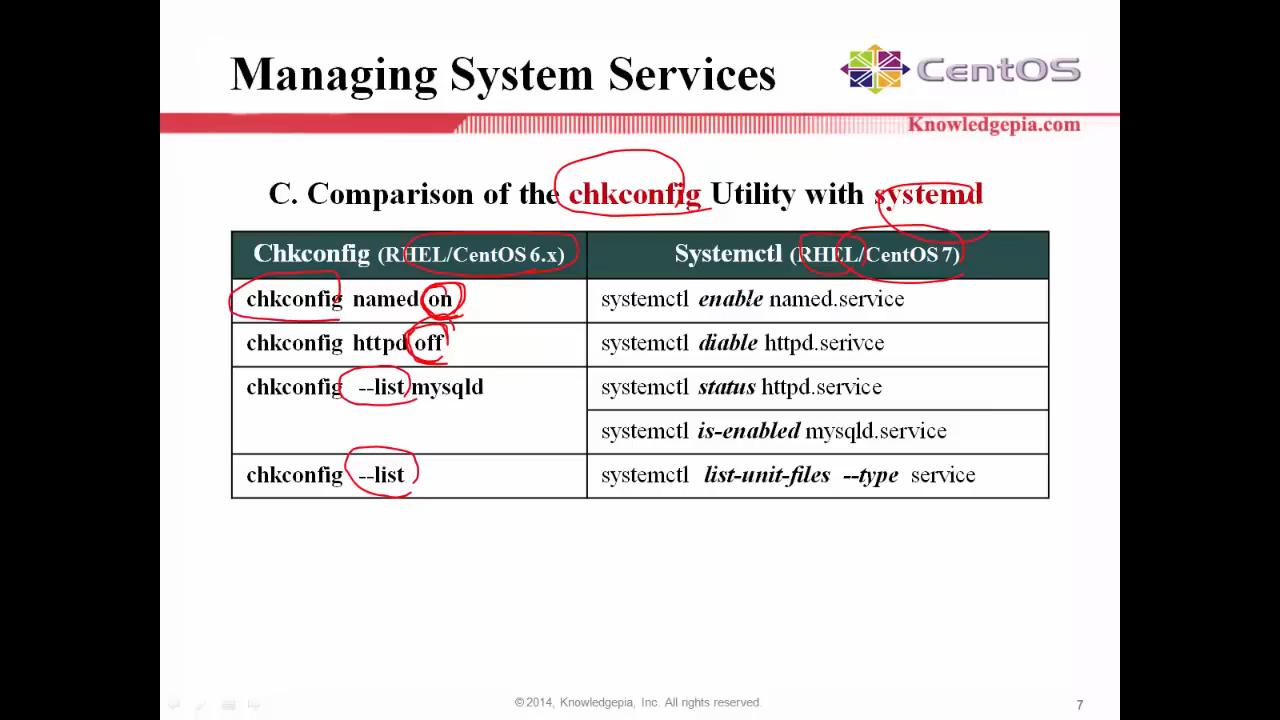 Managing System Services
CentOS
Knowledgepia.com
C. Comparison of the chkconfig Utility with systemd
Chkconfig (RHEL/CentOS 6.x) Systemctl (RHEL/CentOS 7)
chkconfig named on systemctl enable named.service
chkconfig httpd off systemctl diable httpd.serivce
chkconfig --list mysqld systemctl status httpd.service
systemctl is-enabled mysqld.service
chkconfig --list systemctl list-unit-files --type service
© 2014, Knowledgepia, Inc. All rights reserved.
7